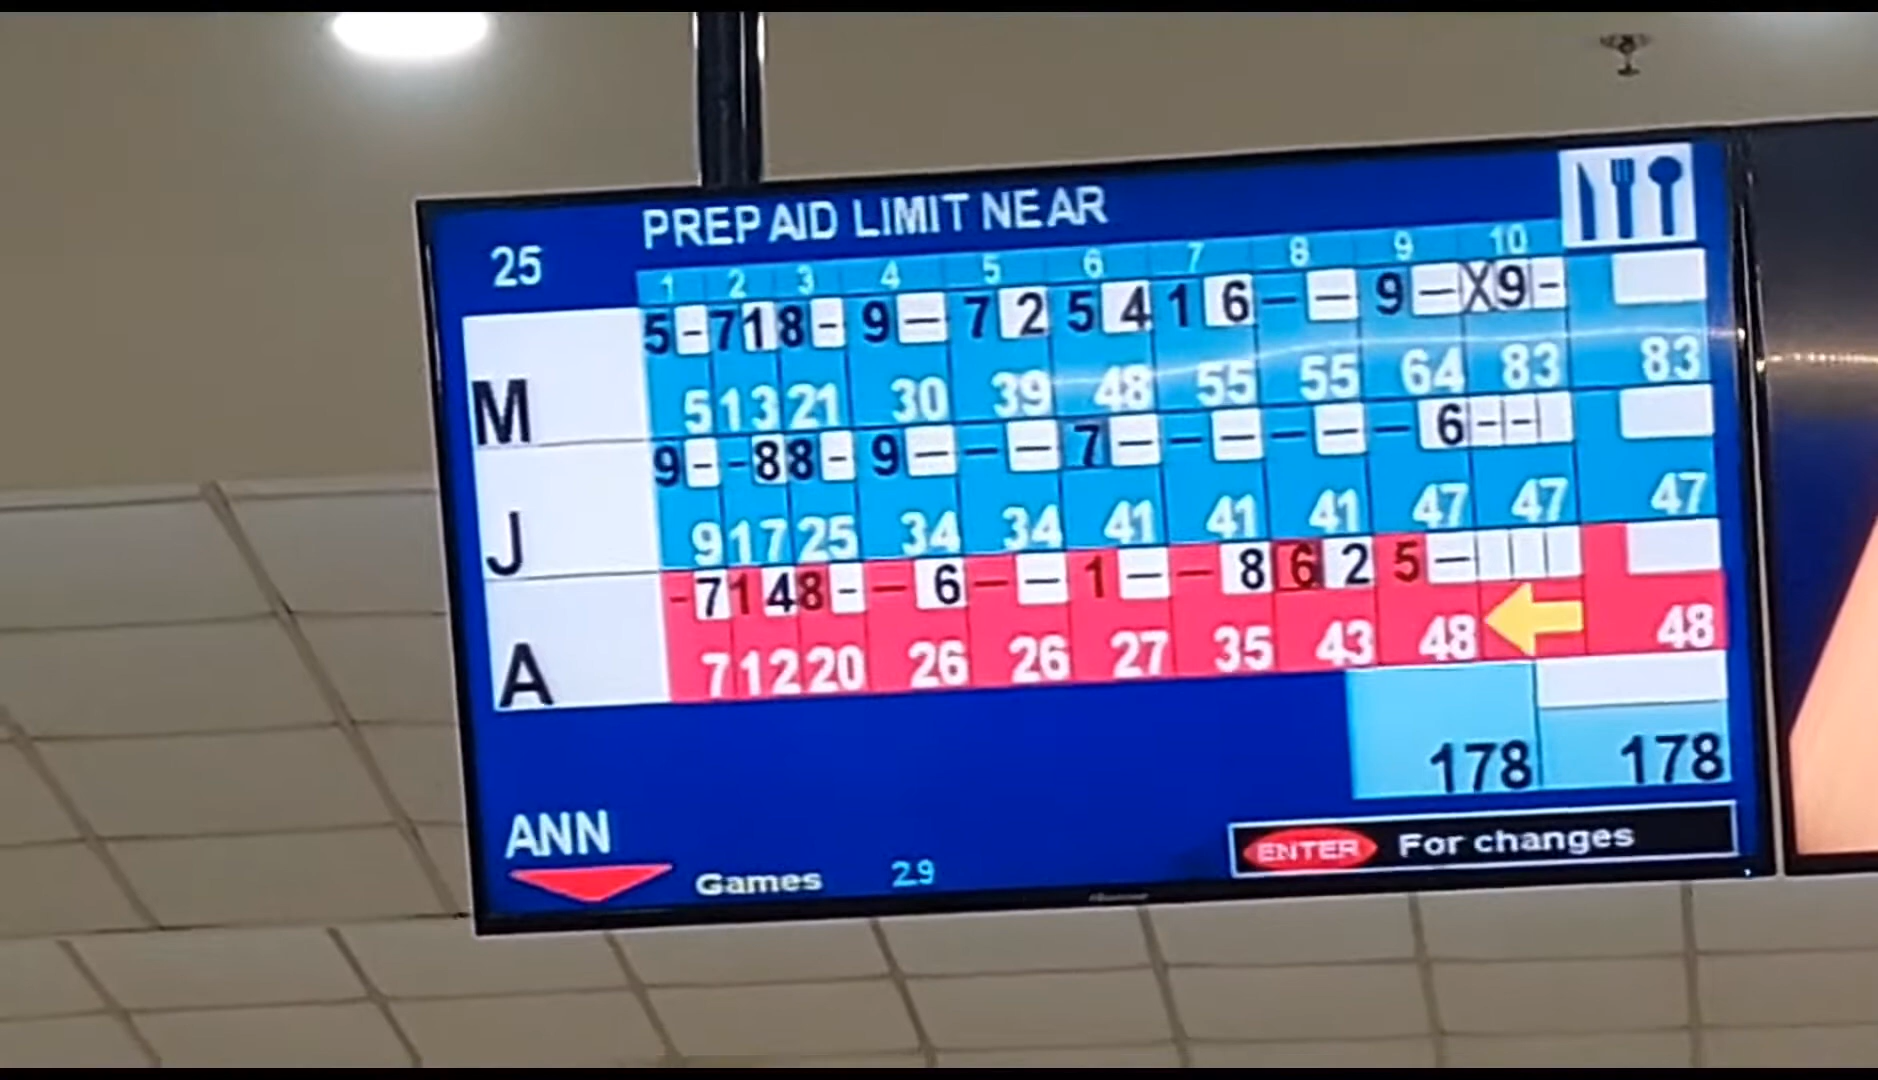 PREPAID LIMIT NEAR
25
1 2 3 4 5 6 7 8 9 10
5 - 7 1 8 - 9 - 7 2 5 4 1 6 - - 9 - X 9 -
M 5 13 21 30 39 48 55 55 64 83 83
9 - - 8 8 - 9 - - - 7 - - - - - - 6 - -
J 9 17 25 34 34 41 41 41 47 47 47
- 7 1 4 8 - - 6 - - 1 - - 8 6 2 5 -
A 7 12 20 26 26 27 35 43 48 48
178 178
ANN
ENTER For changes
Games 2.9